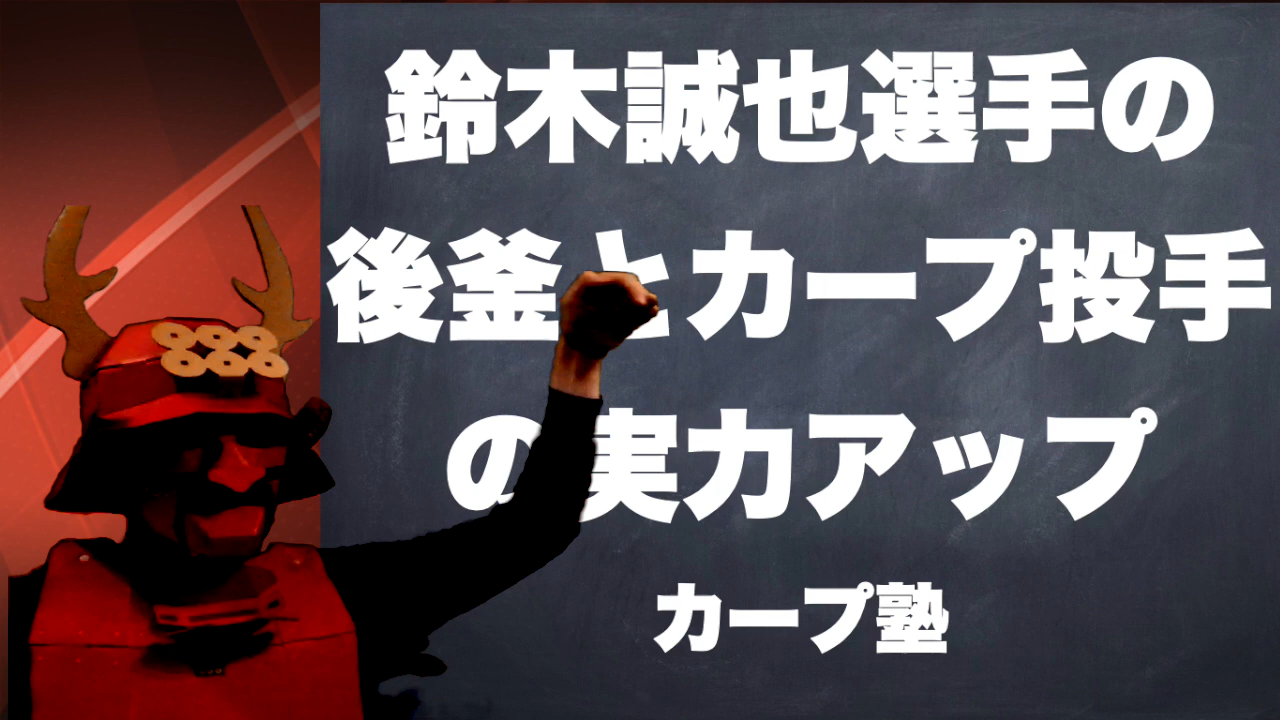 鈴木誠也選手の
後釜とカープ投手
の実力アップ
カープ塾